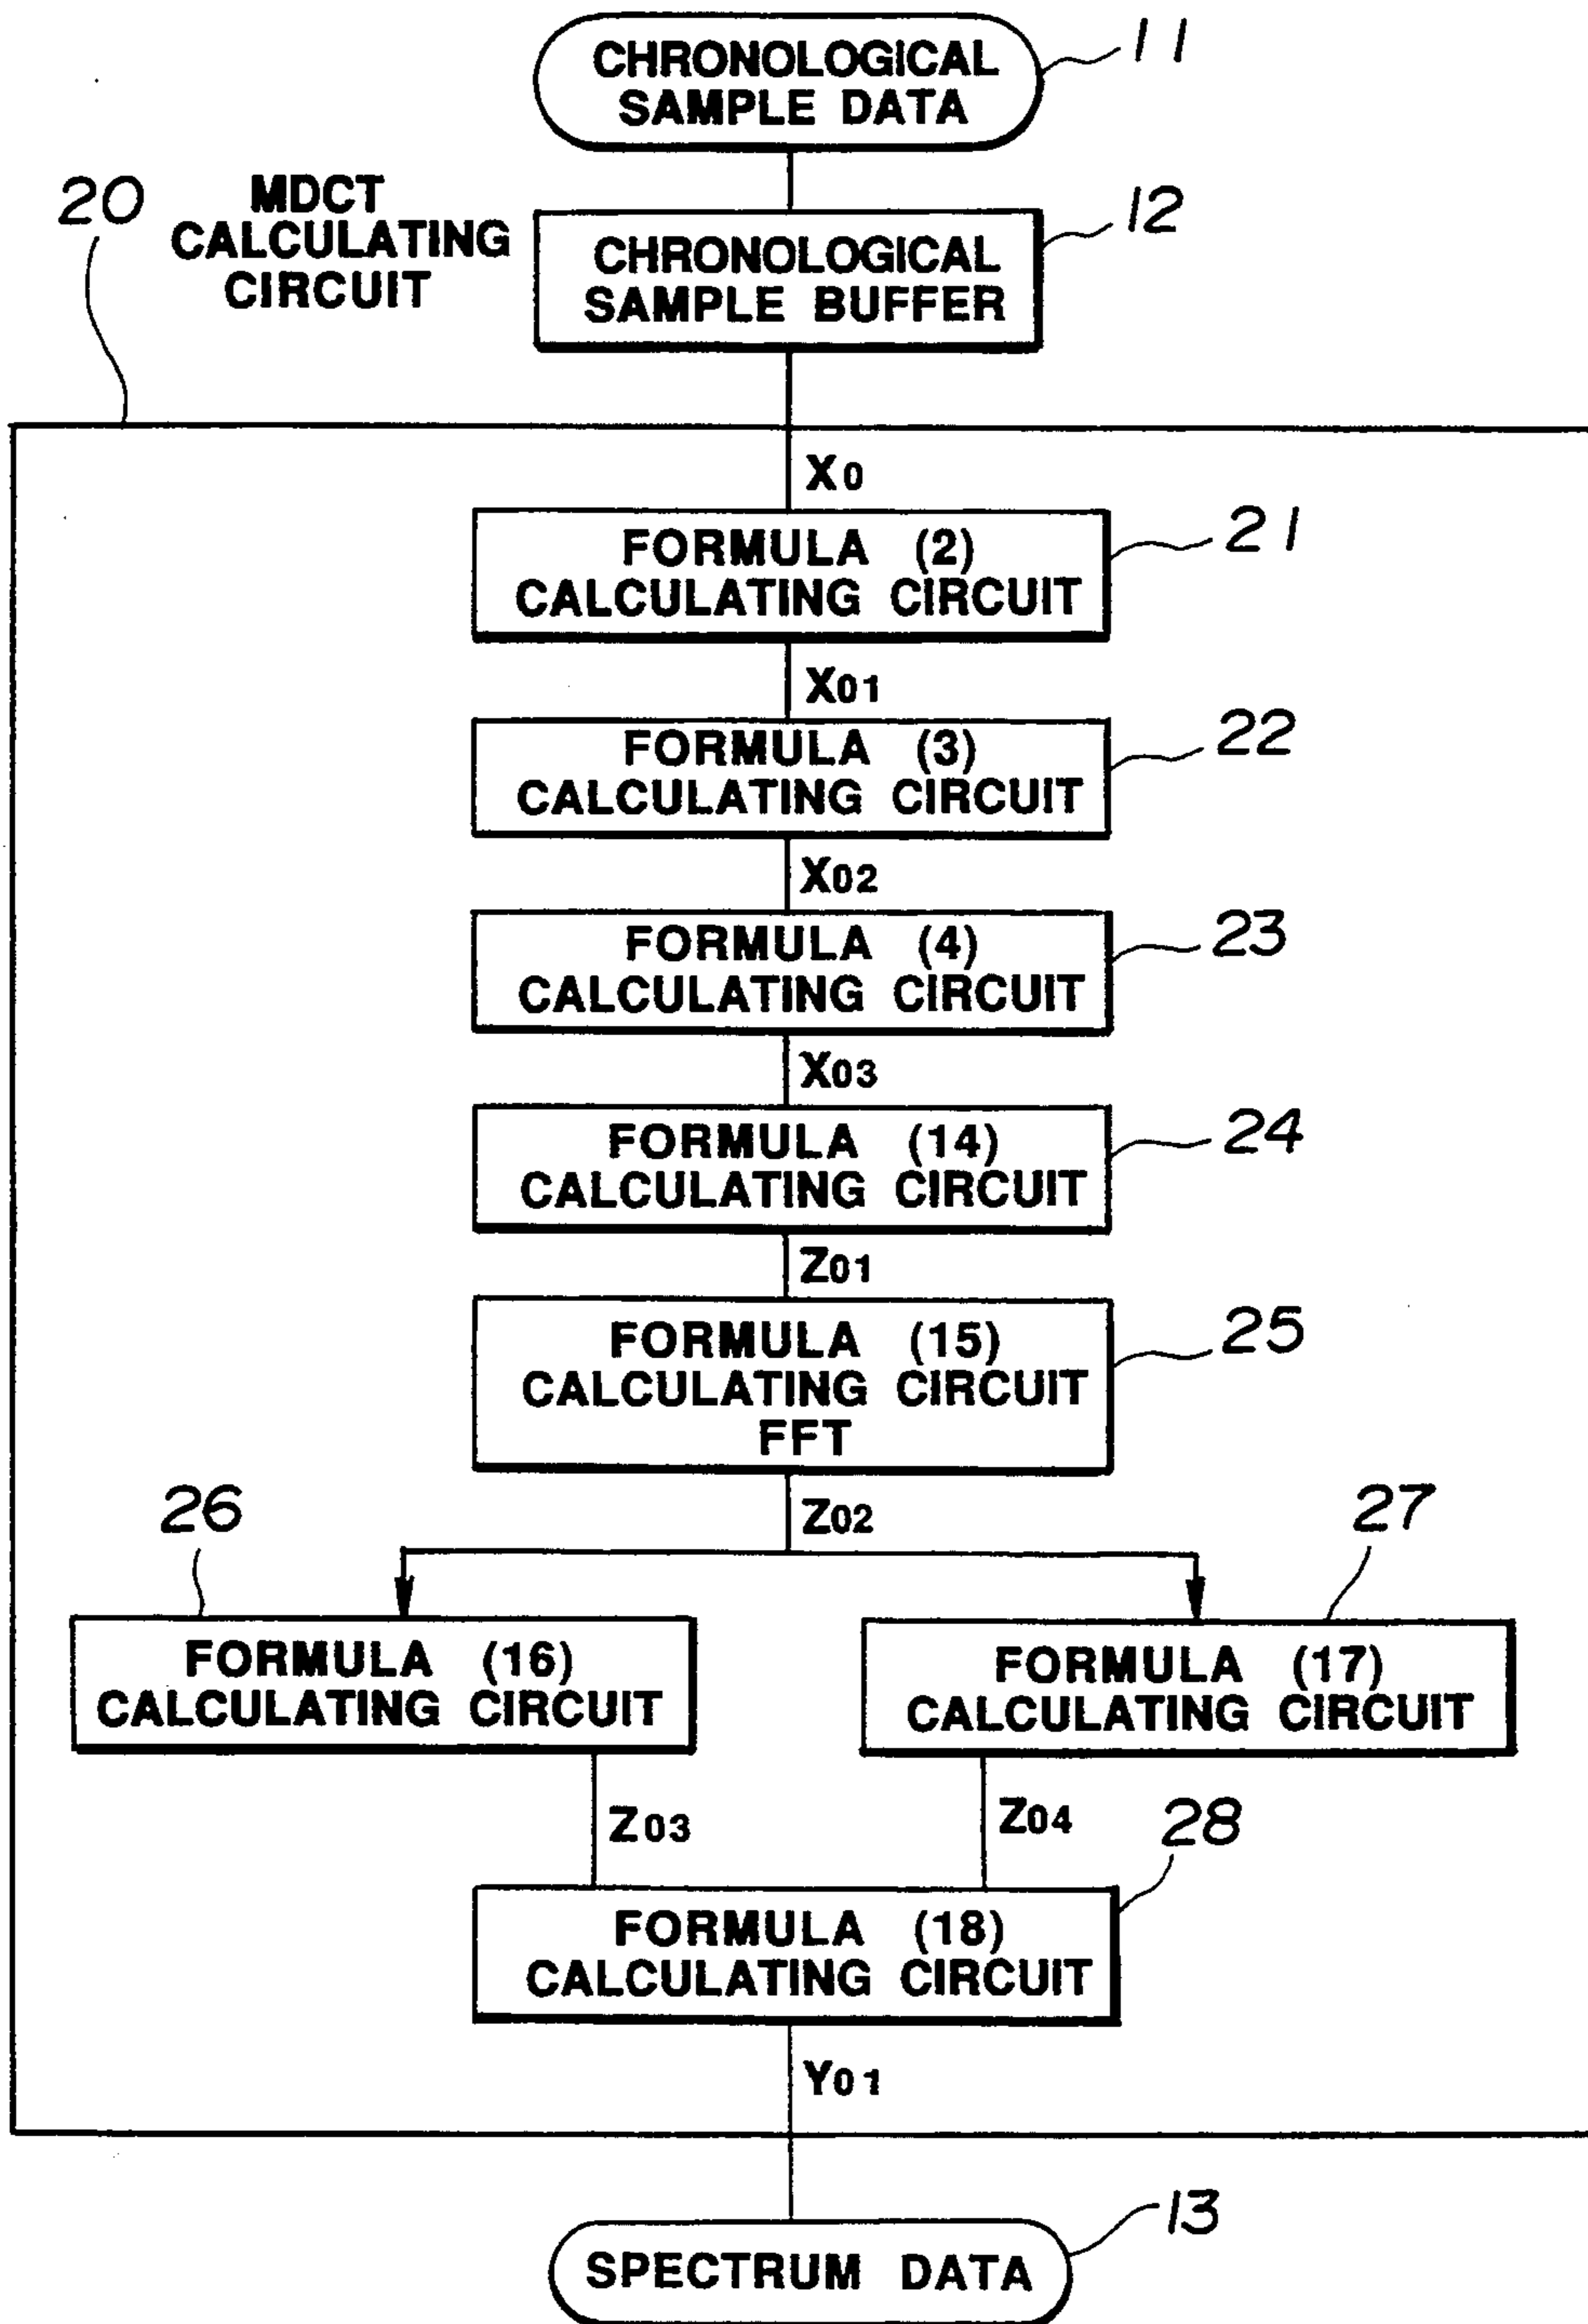 CHRONOLOGICAL
SAMPLE DATA
11
20
MDCT
CALCULATING
CIRCUIT
CHRONOLOGICAL
SAMPLE BUFFER
12
X0
FORMULA (2)
CALCULATING CIRCUIT
21
X01
FORMULA (3)
CALCULATING CIRCUIT
22
X02
FORMULA (4)
CALCULATING CIRCUIT
23
X03
FORMULA (14)
CALCULATING CIRCUIT
24
Z01
FORMULA (15)
CALCULATING CIRCUIT
FFT
25
Z02
26
27
FORMULA (16)
CALCULATING CIRCUIT
FORMULA (17)
CALCULATING CIRCUIT
Z03
Z04
28
FORMULA (18)
CALCULATING CIRCUIT
Y01
13
SPECTRUM DATA